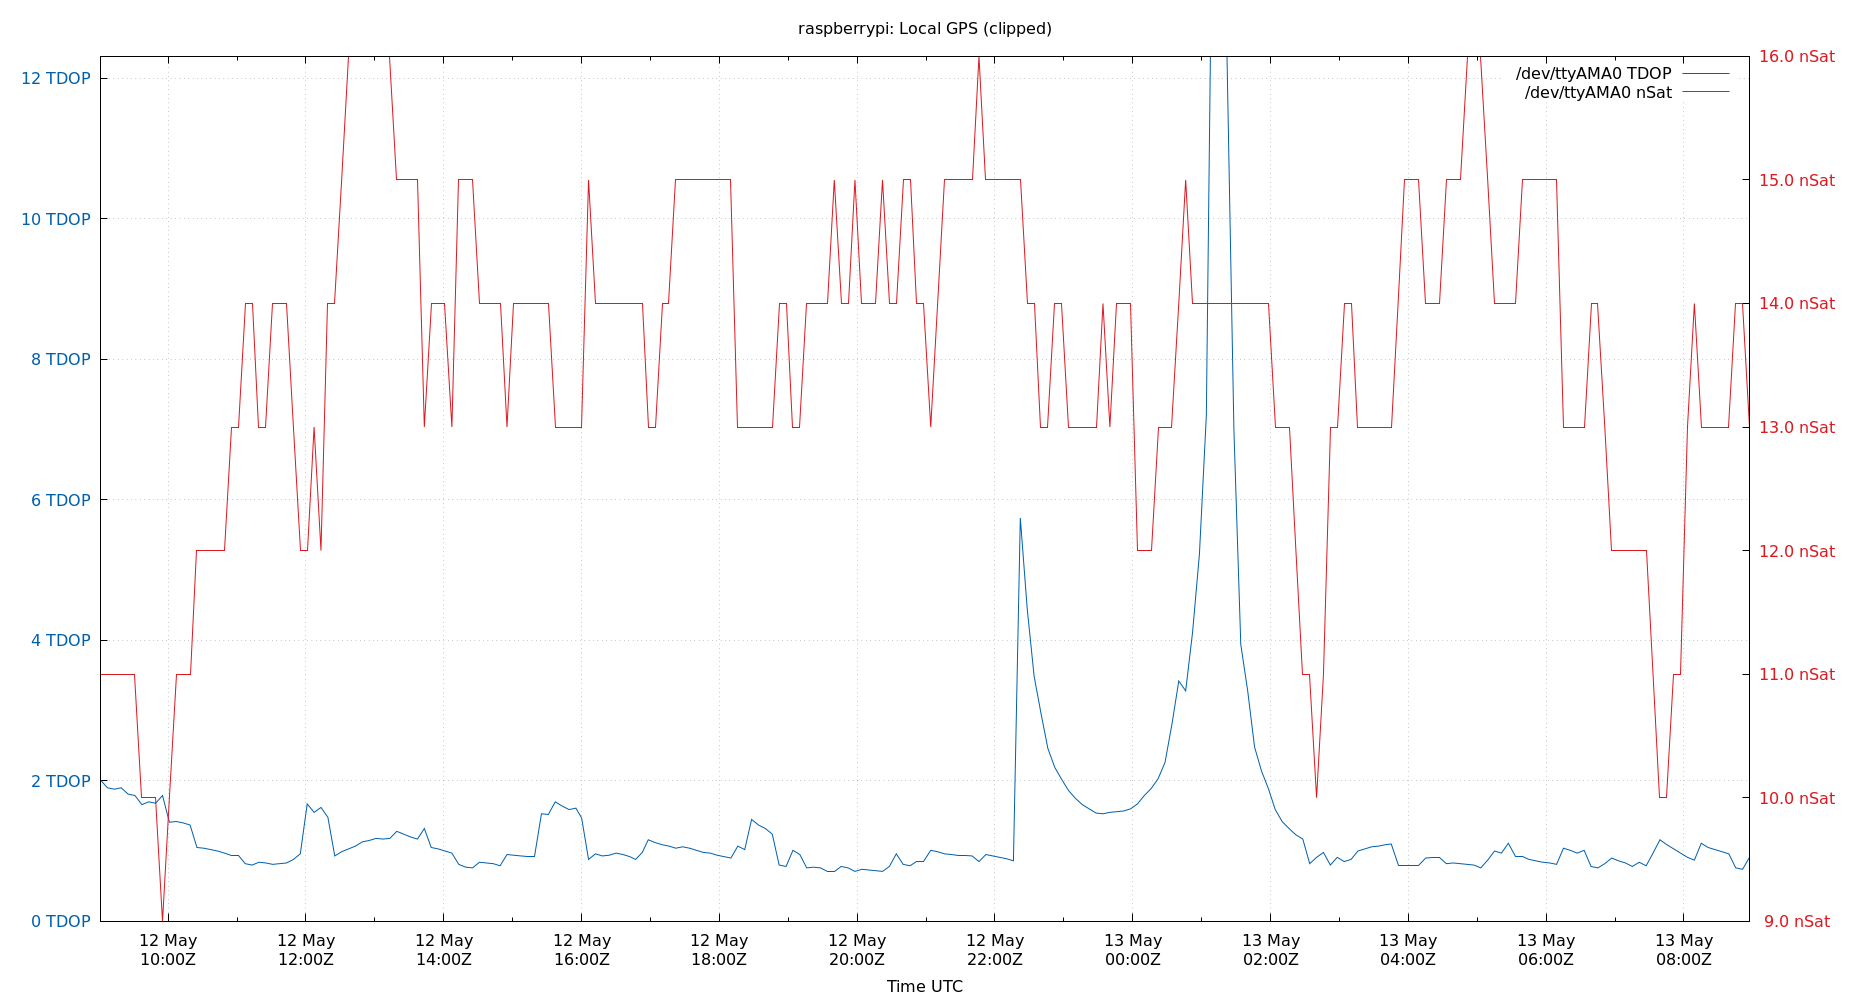 raspberrypi: Local GPS (clipped)
/dev/ttyAMA0 TDOP
/dev/ttyAMA0 nSat
12 TDOP
10 TDOP
8 TDOP
6 TDOP
4 TDOP
2 TDOP
0 TDOP
16.0 nSat
15.0 nSat
14.0 nSat
13.0 nSat
12.0 nSat
11.0 nSat
10.0 nSat
9.0 nSat
12 May
10:00Z
12 May
12:00Z
12 May
14:00Z
12 May
16:00Z
12 May
18:00Z
12 May
20:00Z
12 May
22:00Z
13 May
00:00Z
13 May
02:00Z
13 May
04:00Z
13 May
06:00Z
13 May
08:00Z
Time UTC